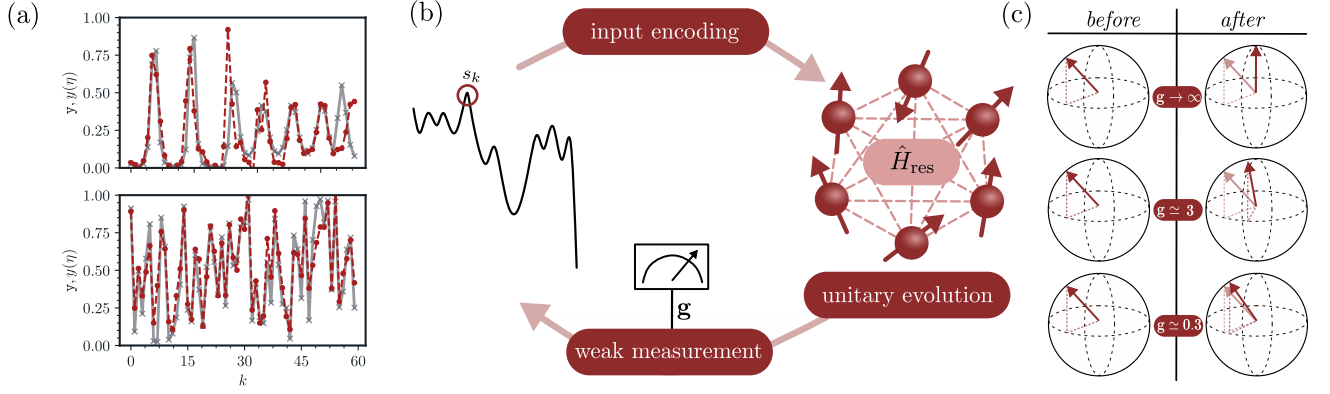 (a)
1.00
0.75
0.50
0.25
0.00
y, y(η)
1.00
0.75
0.50
0.25
0.00
y, y(η)
0 15 30 45 60
k
(b)
input encoding
s_k
Ĥ_res
unitary evolution
g
weak measurement
(c)
before after
g → ∞
g ≃ 3
g ≃ 0.3